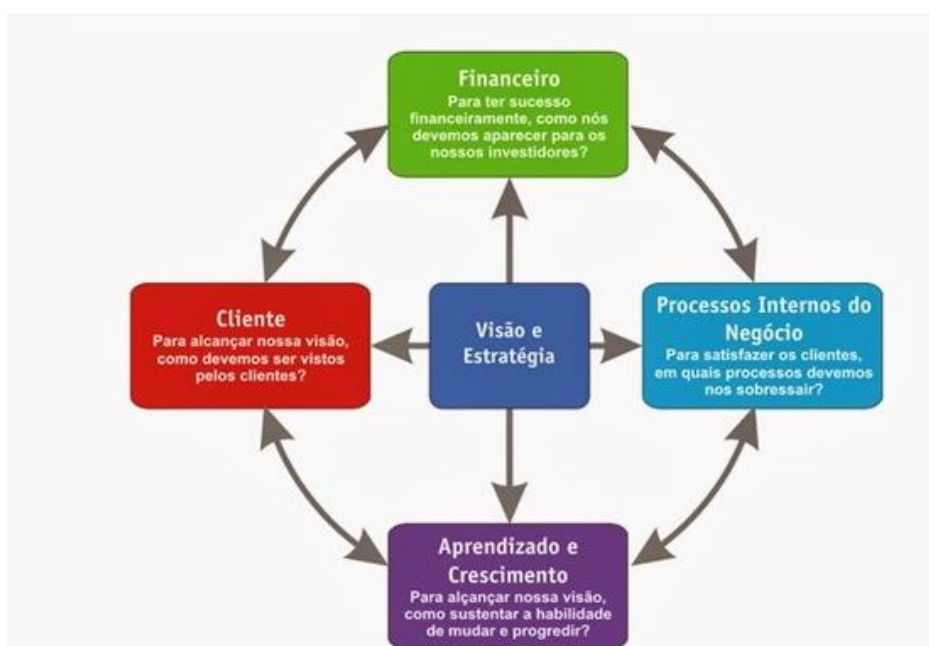 Financeiro
Para ter sucesso
financeiramente, como nós
devemos aparecer para os
nossos investidores?
Cliente
Para alcançar nossa visão,
como devemos ser vistos
pelos clientes?
Visão e
Estratégia
Processos Internos do
Negócio
Para satisfazer os clientes,
em quais processos devemos
nos sobressair?
Aprendizado e
Crescimento
Para alçançar nossa visão,
como sustentar a habilidade
de mudar e progredir?